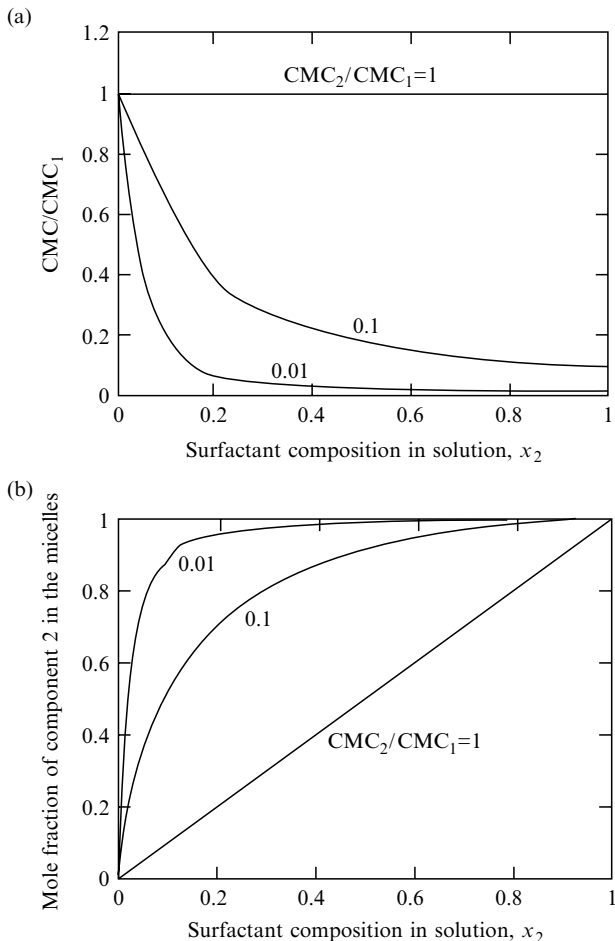 (a)
1.2
CMC₂/CMC₁=1
1
0.8
CMC/CMC₁
0.6
0.4
0.1
0.2
0.01
0
0 0.2 0.4 0.6 0.8 1
Surfactant composition in solution, x₂
(b)
Mole fraction of component 2 in the micelles
1
0.01
0.8
0.1
0.6
CMC₂/CMC₁=1
0.4
0.2
0
0 0.2 0.4 0.6 0.8 1
Surfactant composition in solution, x₂